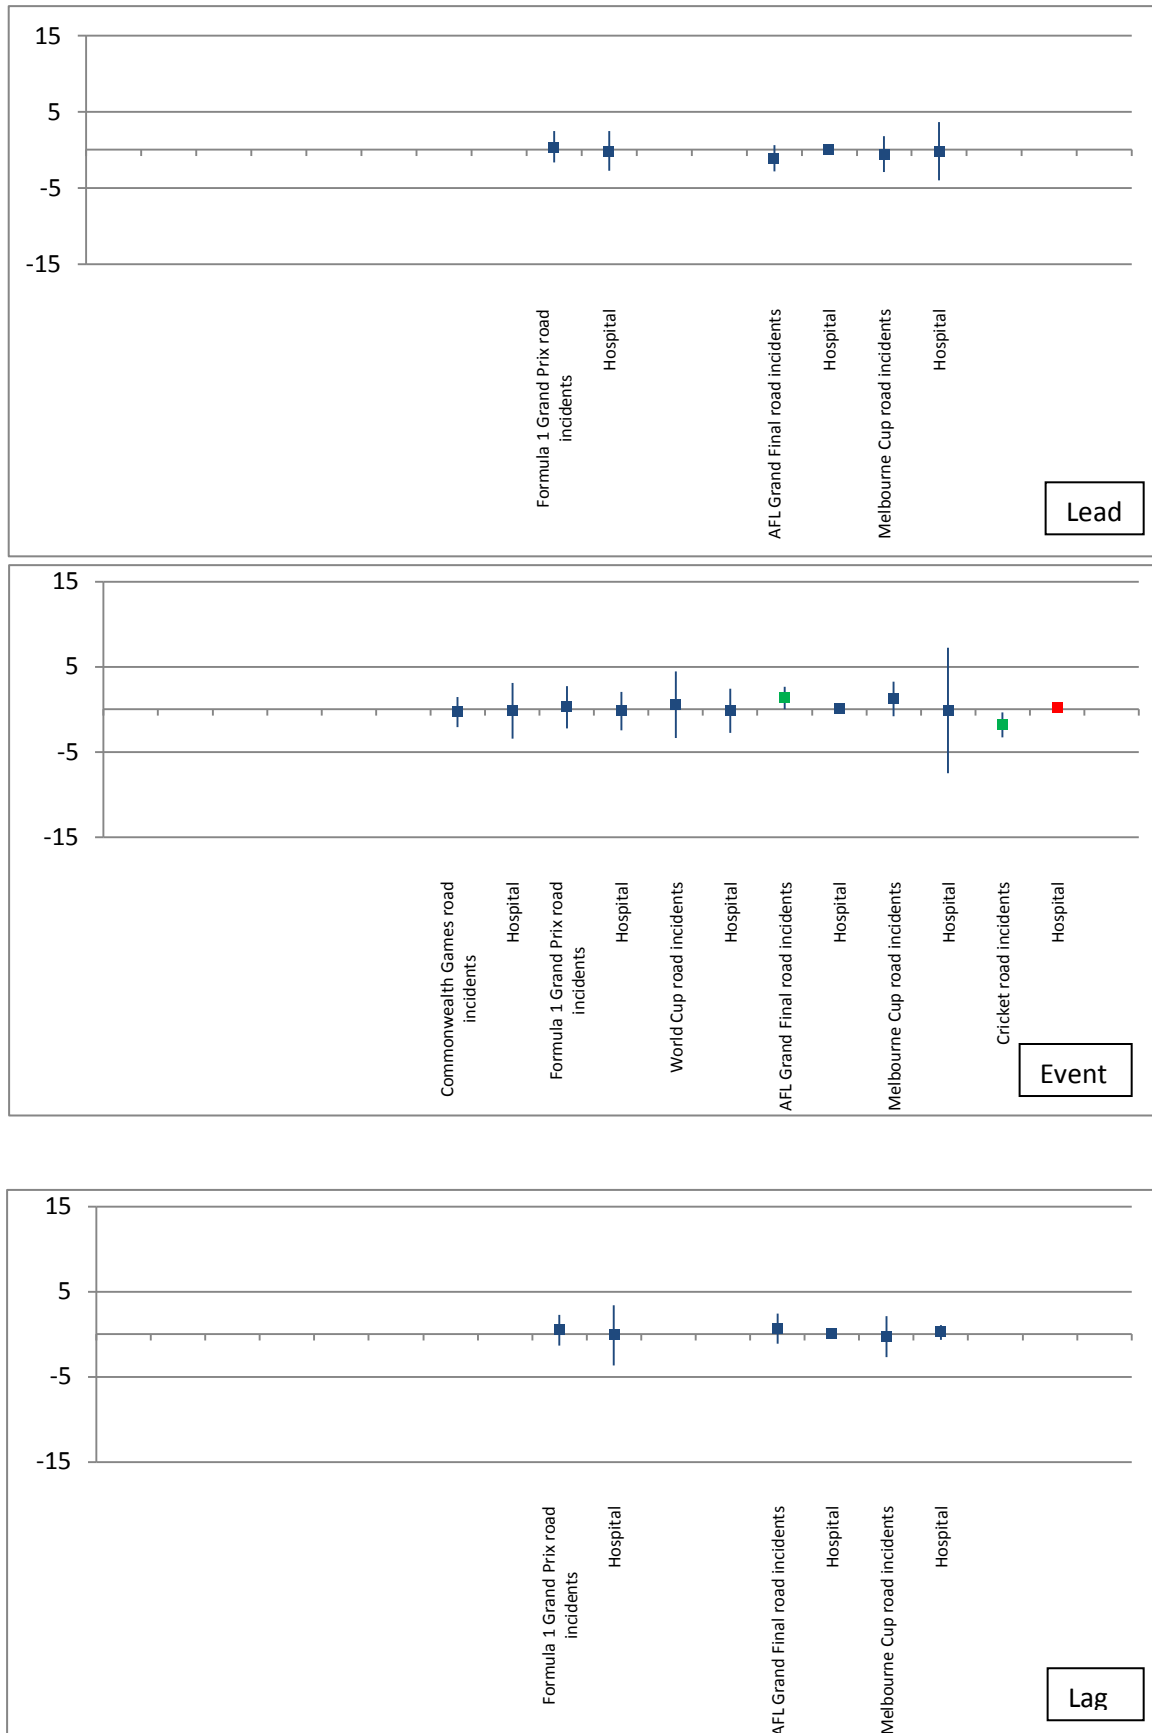 15
5
-5
-15
Formula 1 Grand Prix road
incidents
Hospital
AFL Grand Final road incidents
Hospital
Melbourne Cup road incidents
Hospital
Lead
15
5
-5
-15
Commonwealth Games road
incidents
Hospital
Formula 1 Grand Prix road
incidents
Hospital
World Cup road incidents
Hospital
AFL Grand Final road incidents
Hospital
Melbourne Cup road incidents
Hospital
Cricket road incidents
Hospital
Event
15
5
-5
-15
Formula 1 Grand Prix road
incidents
Hospital
AFL Grand Final road incidents
Hospital
Melbourne Cup road incidents
Hospital
Lag